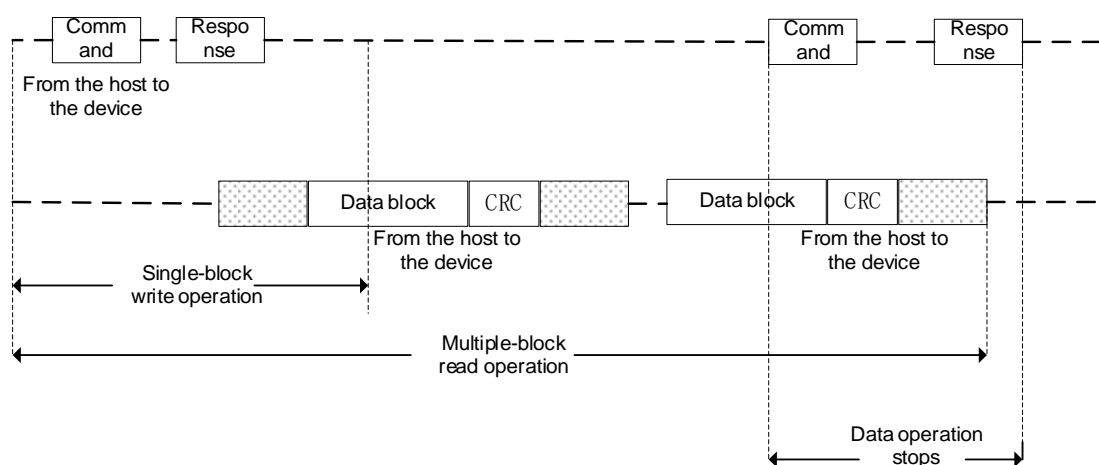 Comm
and
Respo
nse
Comm
and
Respo
nse
From the host to
the device
Data block
CRC
Data block
CRC
From the host to
the device
From the host to
the device
Single-block
write operation
Multiple-block
read operation
Data operation
stops